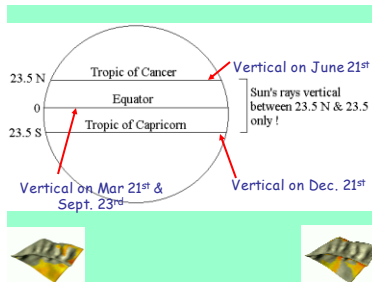 Tropic of Cancer
Vertical on June 21st
23.5 N
Sun's rays vertical
between 23.5 N & 23.5
only !
Equator
0
Tropic of Capricorn
23.5 S
Vertical on Mar 21st &
Sept. 23rd
Vertical on Dec. 21st